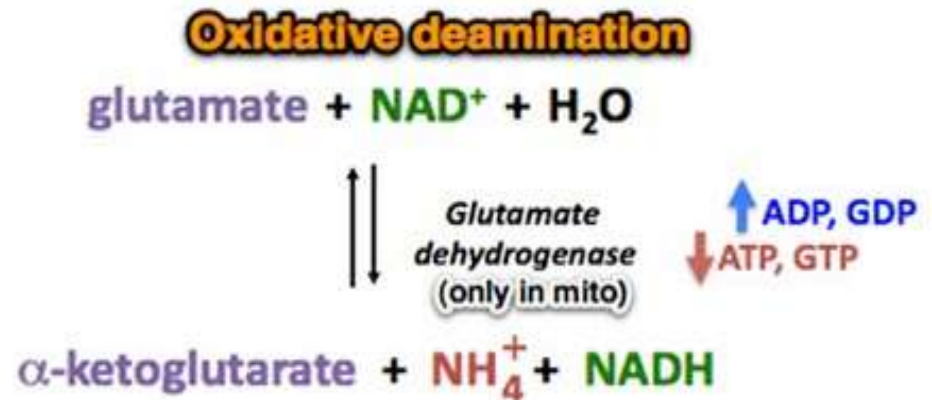 Oxidative deamination
glutamate + NAD⁺ + H₂O
Glutamate
dehydrogenase
(only in mito)
ADP, GDP
ATP, GTP
α-ketoglutarate + NH₄⁺ + NADH